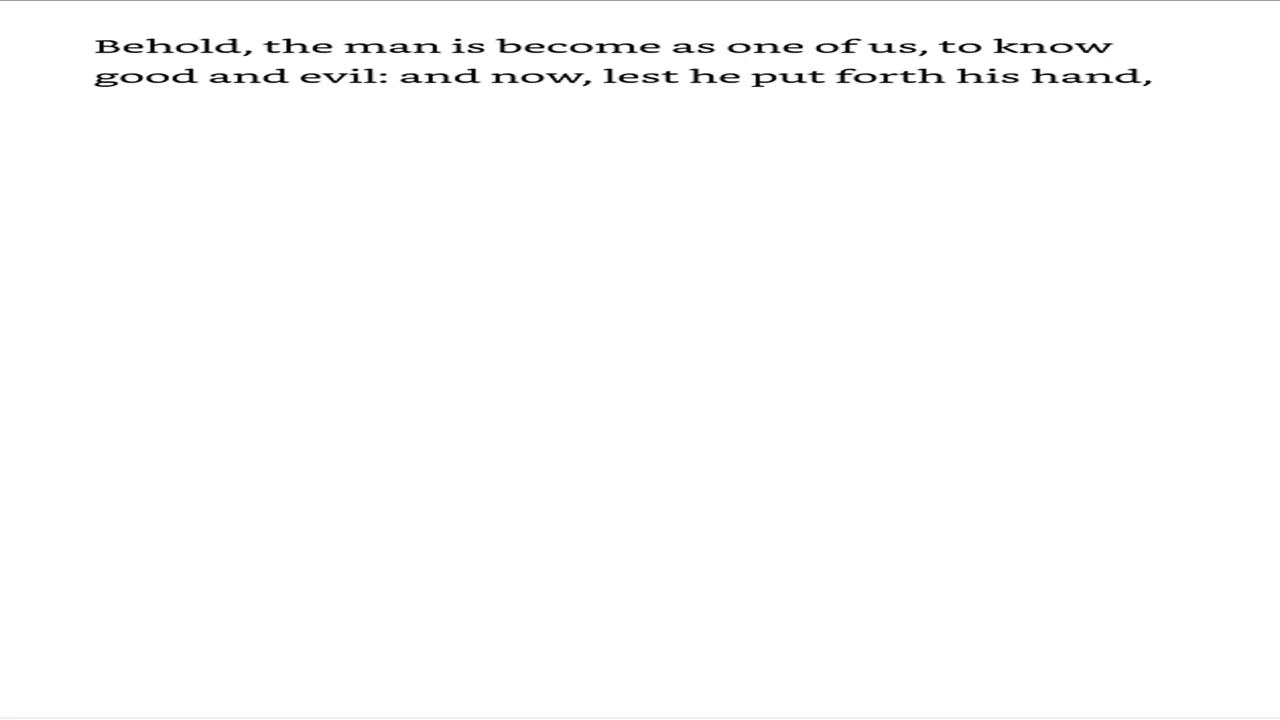 Behold, the man is become as one of us, to know
good and evil: and now, lest he put forth his hand,